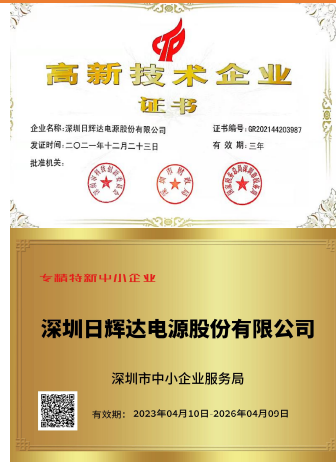 高新技术企业
证书
企业名称:深圳日辉达电源股份有限公司
证书编号:GR202144203987
发证时间:二〇二一年十二月二十三日
有效期:三年
批准机关:
专精特新中小企业
深圳日辉达电源股份有限公司
深圳市中小企业服务局
有效期: 2023年04月10日-2026年04月09日